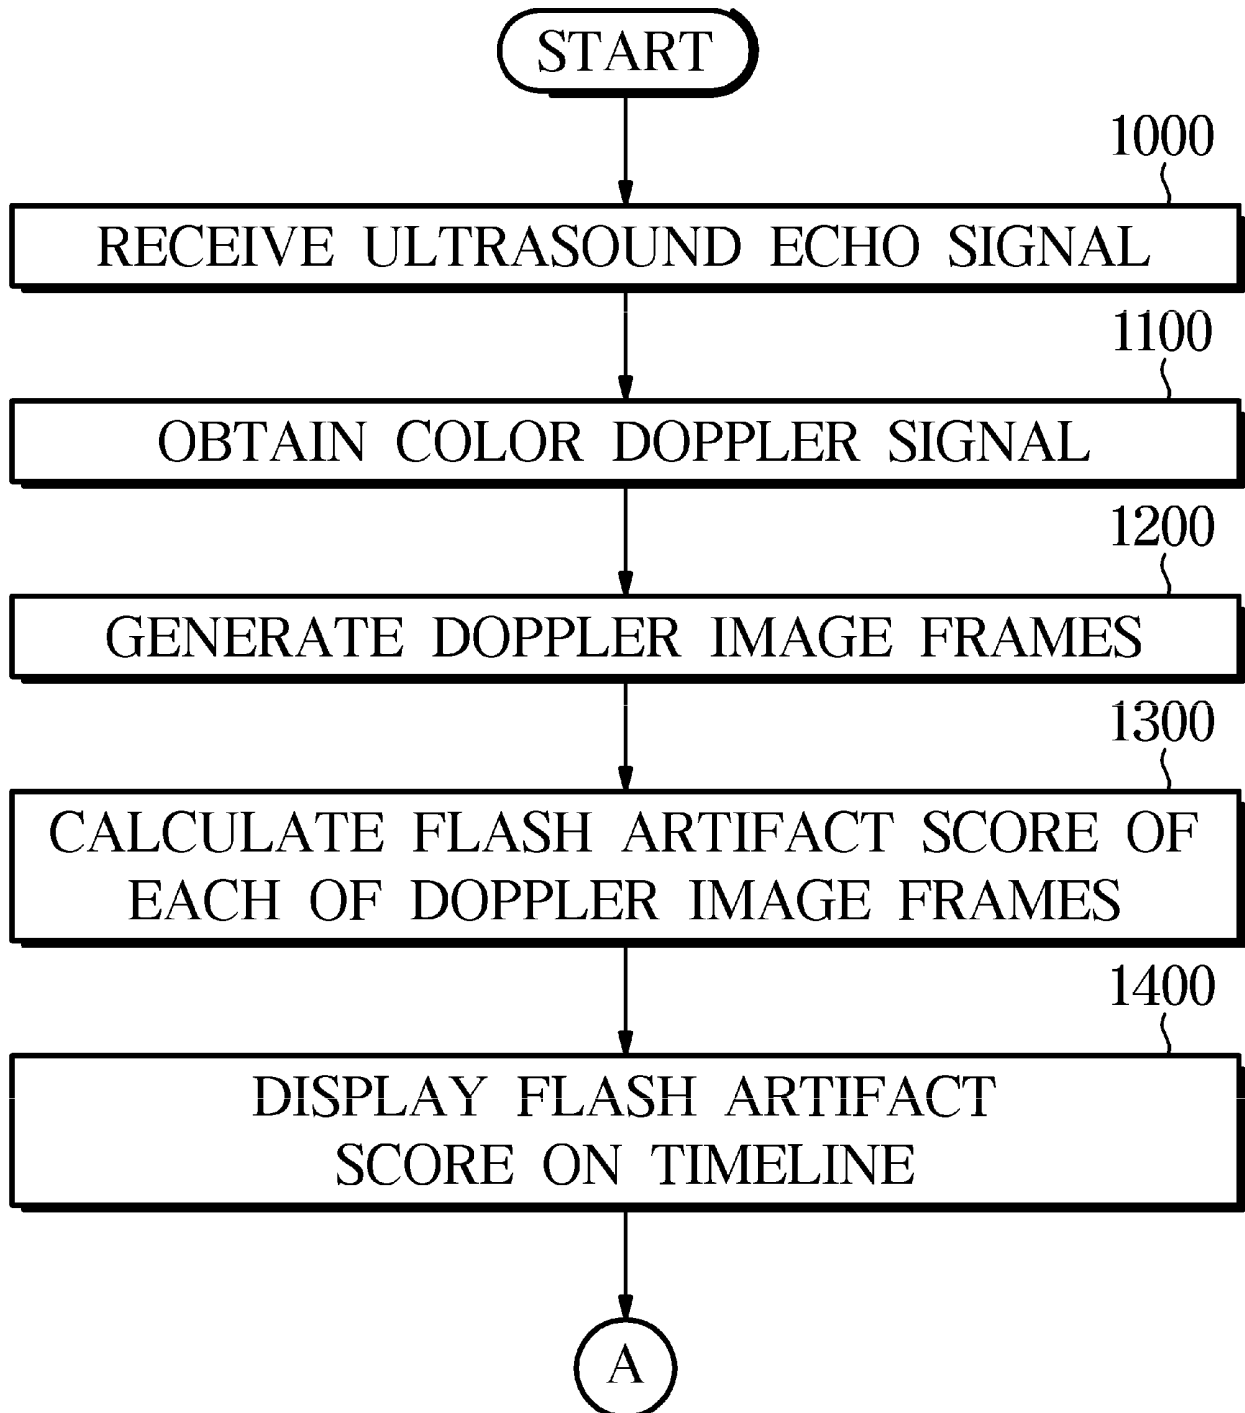 START
1000
RECEIVE ULTRASOUND ECHO SIGNAL
1100
OBTAIN COLOR DOPPLER SIGNAL
1200
GENERATE DOPPLER IMAGE FRAMES
1300
CALCULATE FLASH ARTIFACT SCORE OF
EACH OF DOPPLER IMAGE FRAMES
1400
DISPLAY FLASH ARTIFACT
SCORE ON TIMELINE
A